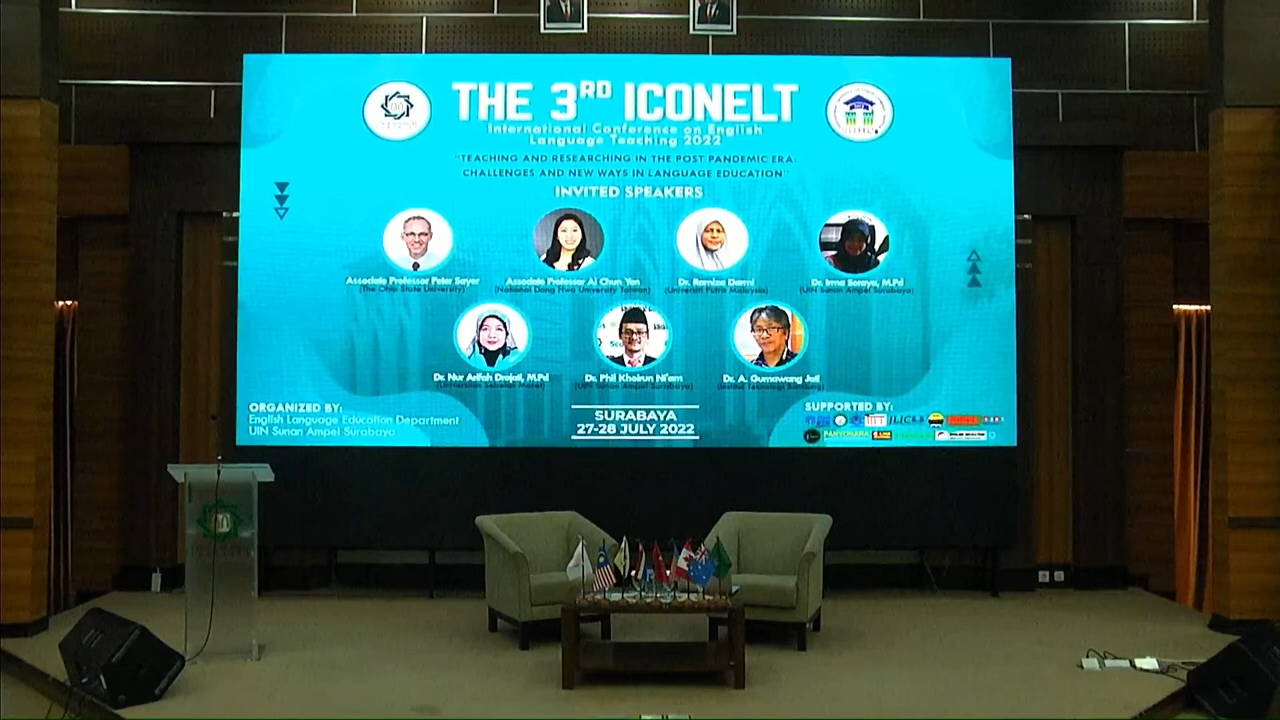 THE 3RD ICONELT
International Conference on English
Language Teaching 2022
"TEACHING AND RESEARCHING IN THE POST PANDEMIC ERA:
CHALLENGES AND NEW WAYS IN LANGUAGE EDUCATION"
INVITED SPEAKERS
Associate Professor Peter Sayer
(The Ohio State University)
Associate Professor Ai Chun Yen
(National Dong Hwa University Taiwan)
Dr. Ramiza Darmi
(Universiti Putra Malaysia)
Dr. Irma Soraya, M.Pd
(UIN Sunan Ampel Surabaya)
Dr. Nur Arifah Drajati, M.Pd
(Universitas Sebelas Maret)
Dr. Phil Khoirun Ni'am
(UIN Sunan Ampel Surabaya)
Dr. A. Gumawang Jati
(Institut Teknologi Bandung)
ORGANIZED BY:
English Language Education Department
UIN Sunan Ampel Surabaya
SURABAYA
27-28 JULY 2022
SUPPORTED BY:
JLICES
PANYONARA